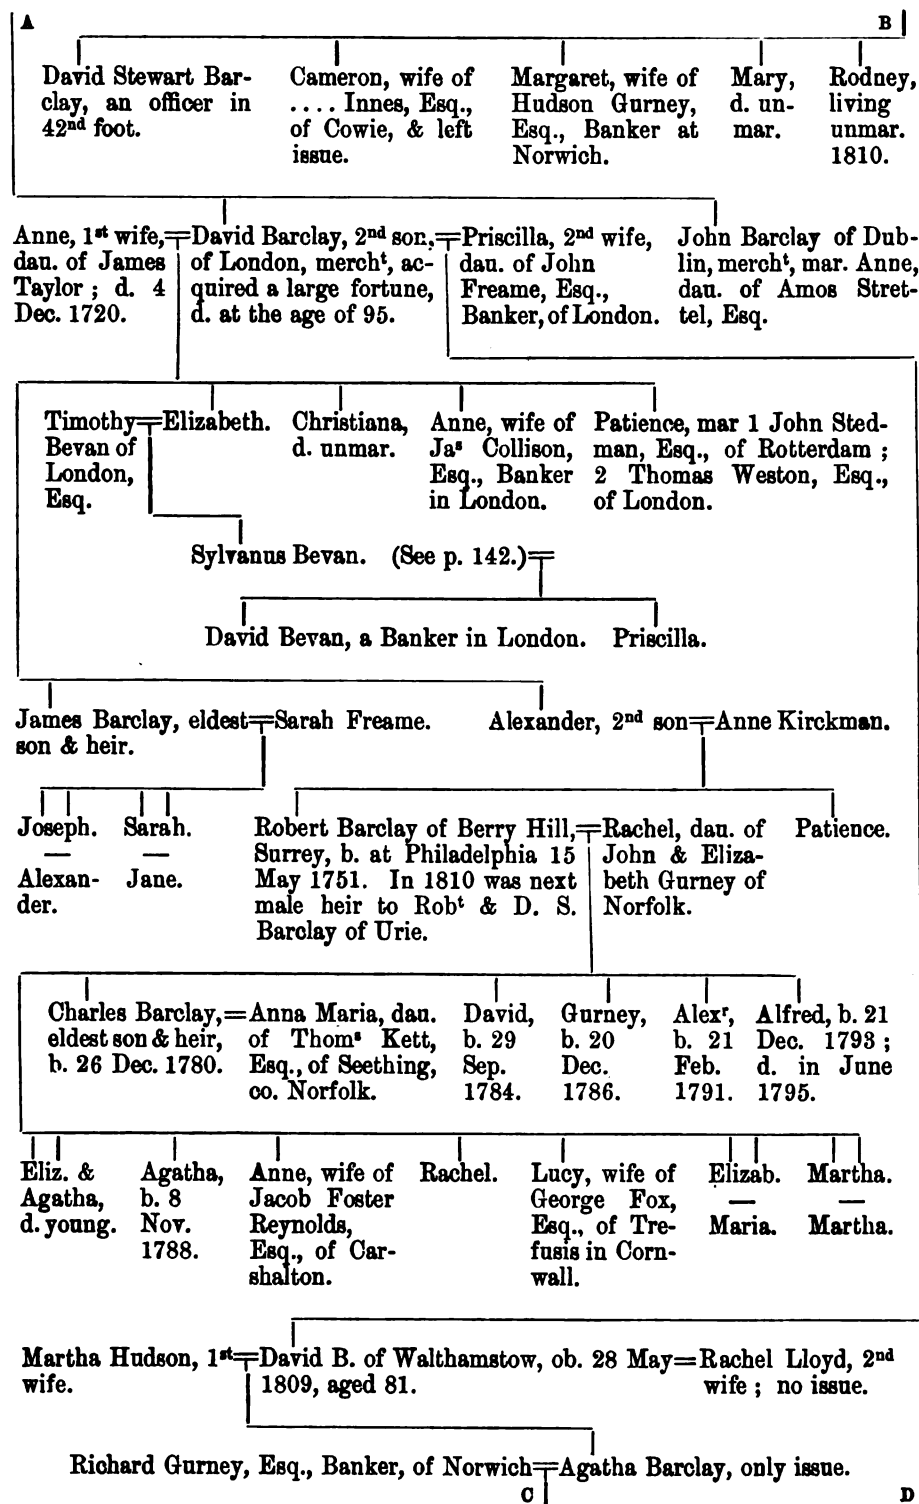 A B
David Stewart Bar-
clay, an officer in
42nd foot.
Cameron, wife of
.... Innes, Esq.,
of Cowie, & left
issue.
Margaret, wife of
Hudson Gurney,
Esq., Banker at
Norwich.
Mary,
d. un-
mar.
Rodney,
living
unmar.
1810.
Anne, 1st wife,
dau. of James
Taylor ; d. 4
Dec. 1720.
David Barclay, 2nd son,
of London, mercht, ac-
quired a large fortune,
d. at the age of 95.
Priscilla, 2nd wife,
dau. of John
Freame, Esq.,
Banker, of London.
John Barclay of Dub-
lin, mercht, mar. Anne,
dau. of Amos Stret-
tel, Esq.
Timothy
Bevan of
London,
Esq.
Elizabeth.
Christiana,
d. unmar.
Anne, wife of
Jas Collison,
Esq., Banker
in London.
Patience, mar 1 John Sted-
man, Esq., of Rotterdam ;
2 Thomas Weston, Esq.,
of London.
Sylvanus Bevan. (See p. 142.)
David Bevan, a Banker in London. Priscilla.
James Barclay, eldest
son & heir.
Sarah Freame.
Alexander, 2nd son
Anne Kirckman.
Joseph.
—
Alexan-
der.
Sarah.
—
Jane.
Robert Barclay of Berry Hill,
Surrey, b. at Philadelphia 15
May 1751. In 1810 was next
male heir to Robt & D. S.
Barclay of Urie.
Rachel, dau. of
John & Eliza-
beth Gurney of
Norfolk.
Patience.
Charles Barclay,=
eldest son & heir,
b. 26 Dec. 1780.
Anna Maria, dau.
of Thoms Kett,
Esq., of Seething,
co. Norfolk.
David,
b. 29
Sep.
1784.
Gurney,
b. 20
Dec.
1786.
Alexr,
b. 21
Feb.
1791.
Alfred, b. 21
Dec. 1793 ;
d. in June
1795.
Eliz. &
Agatha,
d. young.
Agatha,
b. 8
Nov.
1788.
Anne, wife of
Jacob Foster
Reynolds,
Esq., of Car-
shalton.
Rachel.
Lucy, wife of
George Fox,
Esq., of Tre-
fusis in Corn-
wall.
Elizab.
—
Maria.
Martha.
—
Martha.
Martha Hudson, 1st
wife.
David B. of Walthamstow, ob. 28 May=
1809, aged 81.
Rachel Lloyd, 2nd
wife ; no issue.
Richard Gurney, Esq., Banker, of Norwich
Agatha Barclay, only issue.
C D